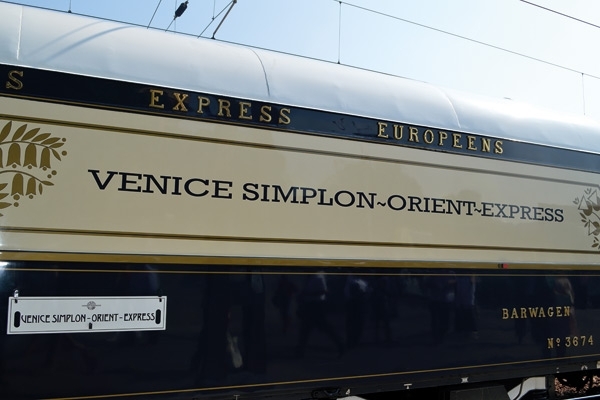 S EXPRESS EUROPEENS
VENICE SIMPLON~ORIENT~EXPRESS
VENICE SIMPLON-ORIENT-EXPRESS
BARWAGEN
Nº 3674